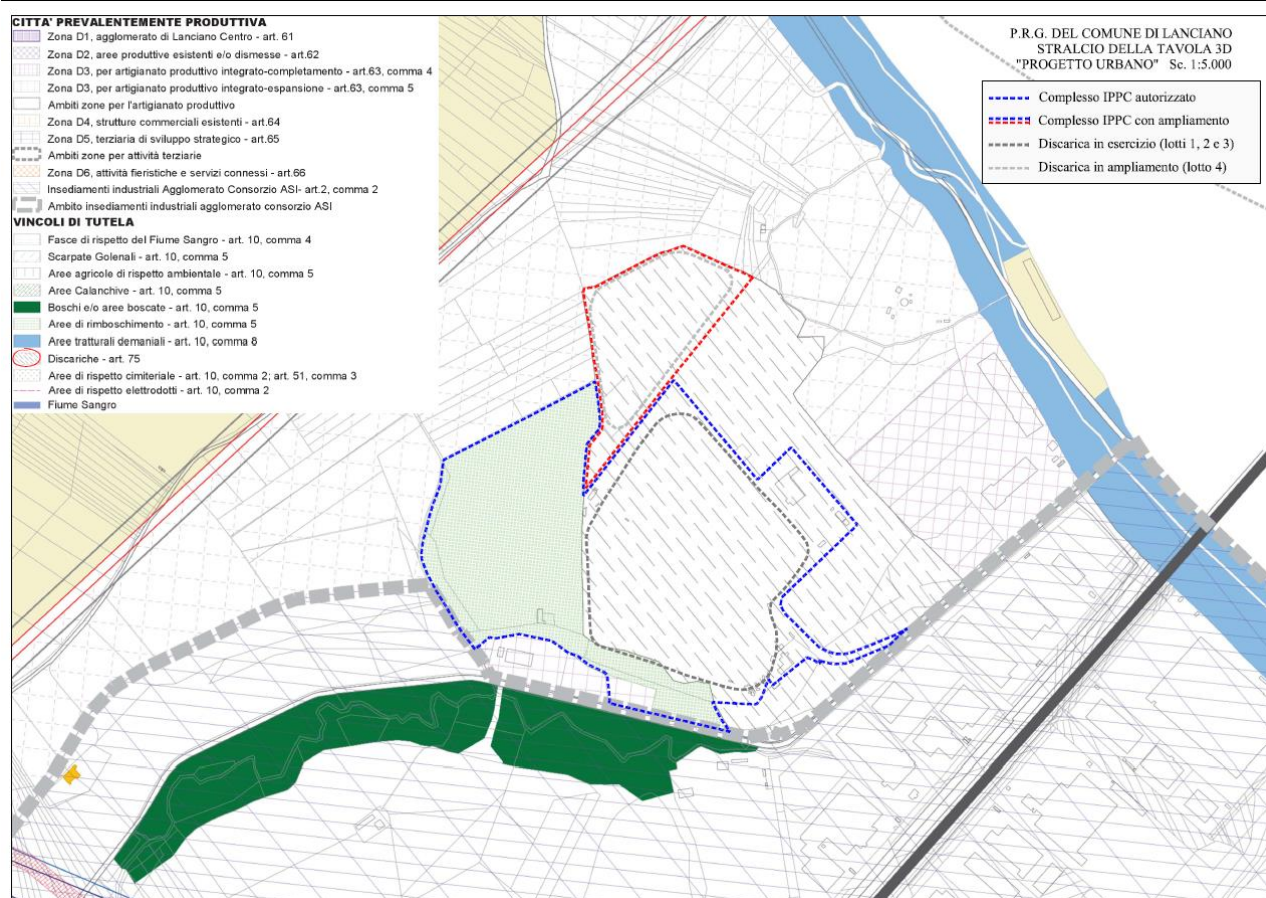 CITTA' PREVALENTEMENTE PRODUTTIVA
Zona D1, agglomerato di Lanciano Centro - art. 61
Zona D2, aree produttive esistenti e/o dismesse - art.62
Zona D3, per artigianato produttivo integrato-completamento - art.63, comma 4
Zona D3, per artigianato produttivo integrato-espansione - art.63, comma 5
Ambiti zone per l'artigianato produttivo
Zona D4, strutture commerciali esistenti - art.64
Zona D5, terziaria di sviluppo strategico - art.65
Ambiti zone per attività terziarie
Zona D6, attività fieristiche e servizi connessi - art.66
Insediamenti industriali Agglomerato Consorzio ASI- art.2, comma 2
Ambito insediamenti industriali agglomerato consorzio ASI
VINCOLI DI TUTELA
Fasce di rispetto del Fiume Sangro - art. 10, comma 4
Scarpate Golenali - art. 10, comma 5
Aree agricole di rispetto ambientale - art. 10, comma 5
Aree Calanchive - art. 10, comma 5
Boschi e/o aree boscate - art. 10, comma 5
Aree di rimboschimento - art. 10, comma 5
Aree tratturali demaniali - art. 10, comma 8
Discariche - art. 75
Aree di rispetto cimiteriale - art. 10, comma 2; art. 51, comma 3
Aree di rispetto elettrodotti - art. 10, comma 2
Fiume Sangro
P.R.G. DEL COMUNE DI LANCIANO
STRALCIO DELLA TAVOLA 3D
"PROGETTO URBANO" Sc. 1:5.000
Complesso IPPC autorizzato
Complesso IPPC con ampliamento
Discarica in esercizio (lotti 1, 2 e 3)
Discarica in ampliamento (lotto 4)